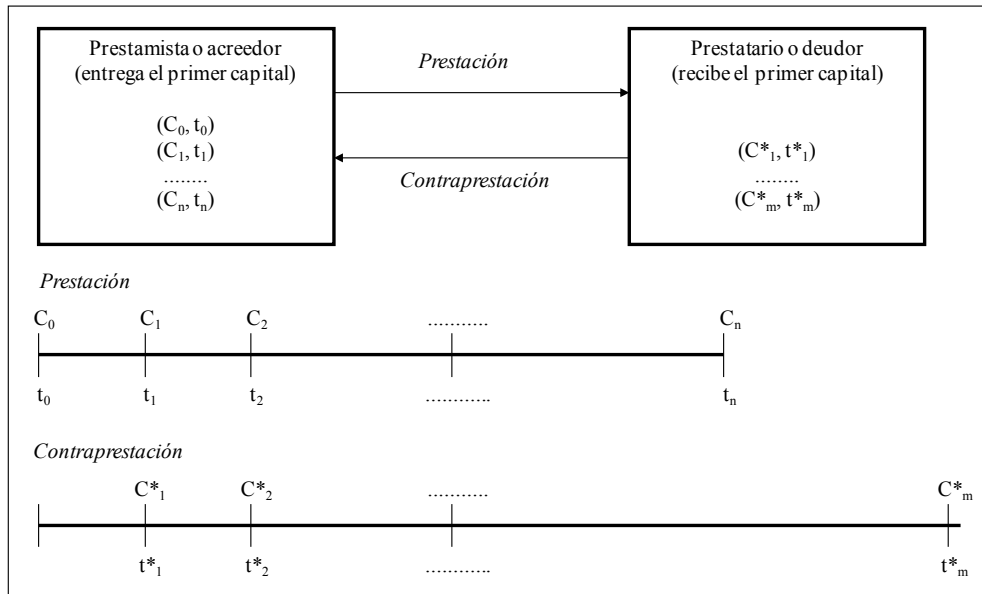 Prestamista o acreedor
(entrega el primer capital)
(C₀, t₀)
(C₁, t₁)
........
(Cₙ, tₙ)
Prestación
Contraprestación
Prestatario o deudor
(recibe el primer capital)
(C*₁, t*₁)
........
(C*ₘ, t*ₘ)
Prestación
C₀ C₁ C₂ ........... Cₙ
t₀ t₁ t₂ ........... tₙ
Contraprestación
C*₁ C*₂ ........... C*ₘ
t*₁ t*₂ ........... t*ₘ